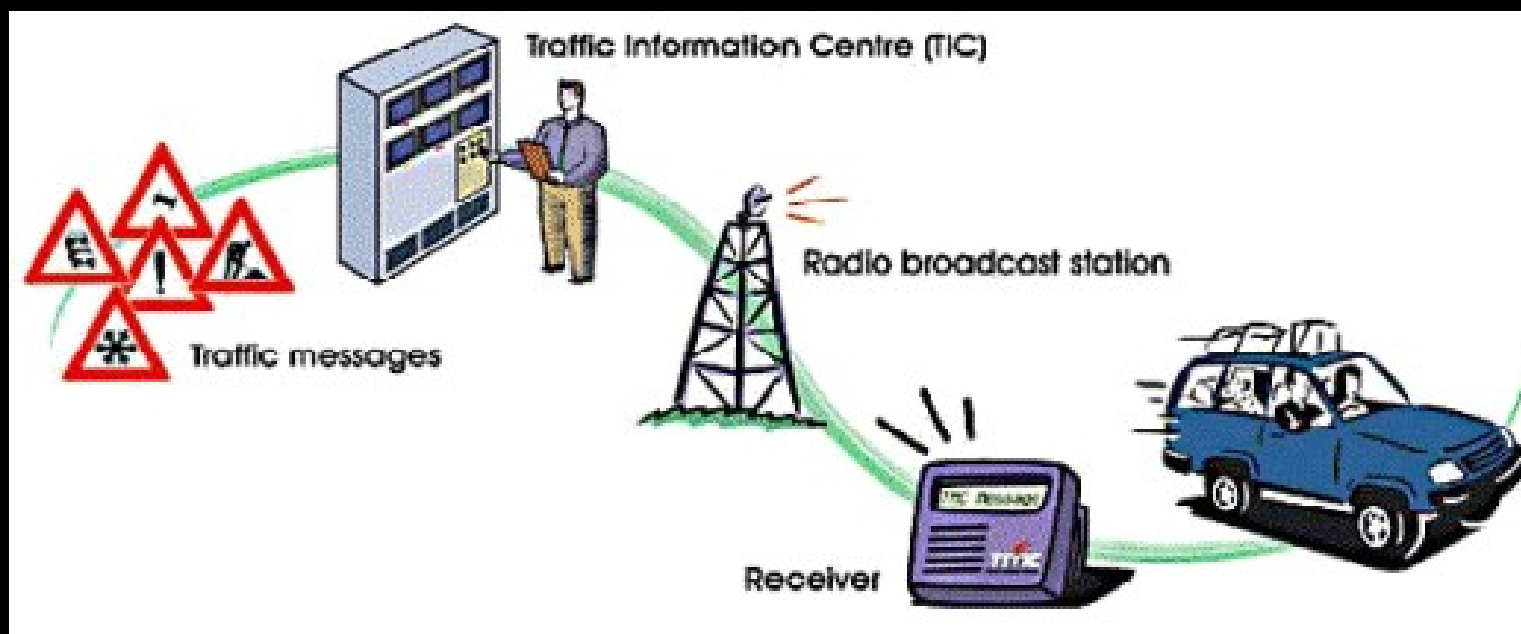 Traffic Information Centre (TIC)
Radio broadcast station
Traffic messages
TMC Message
TMC
Receiver